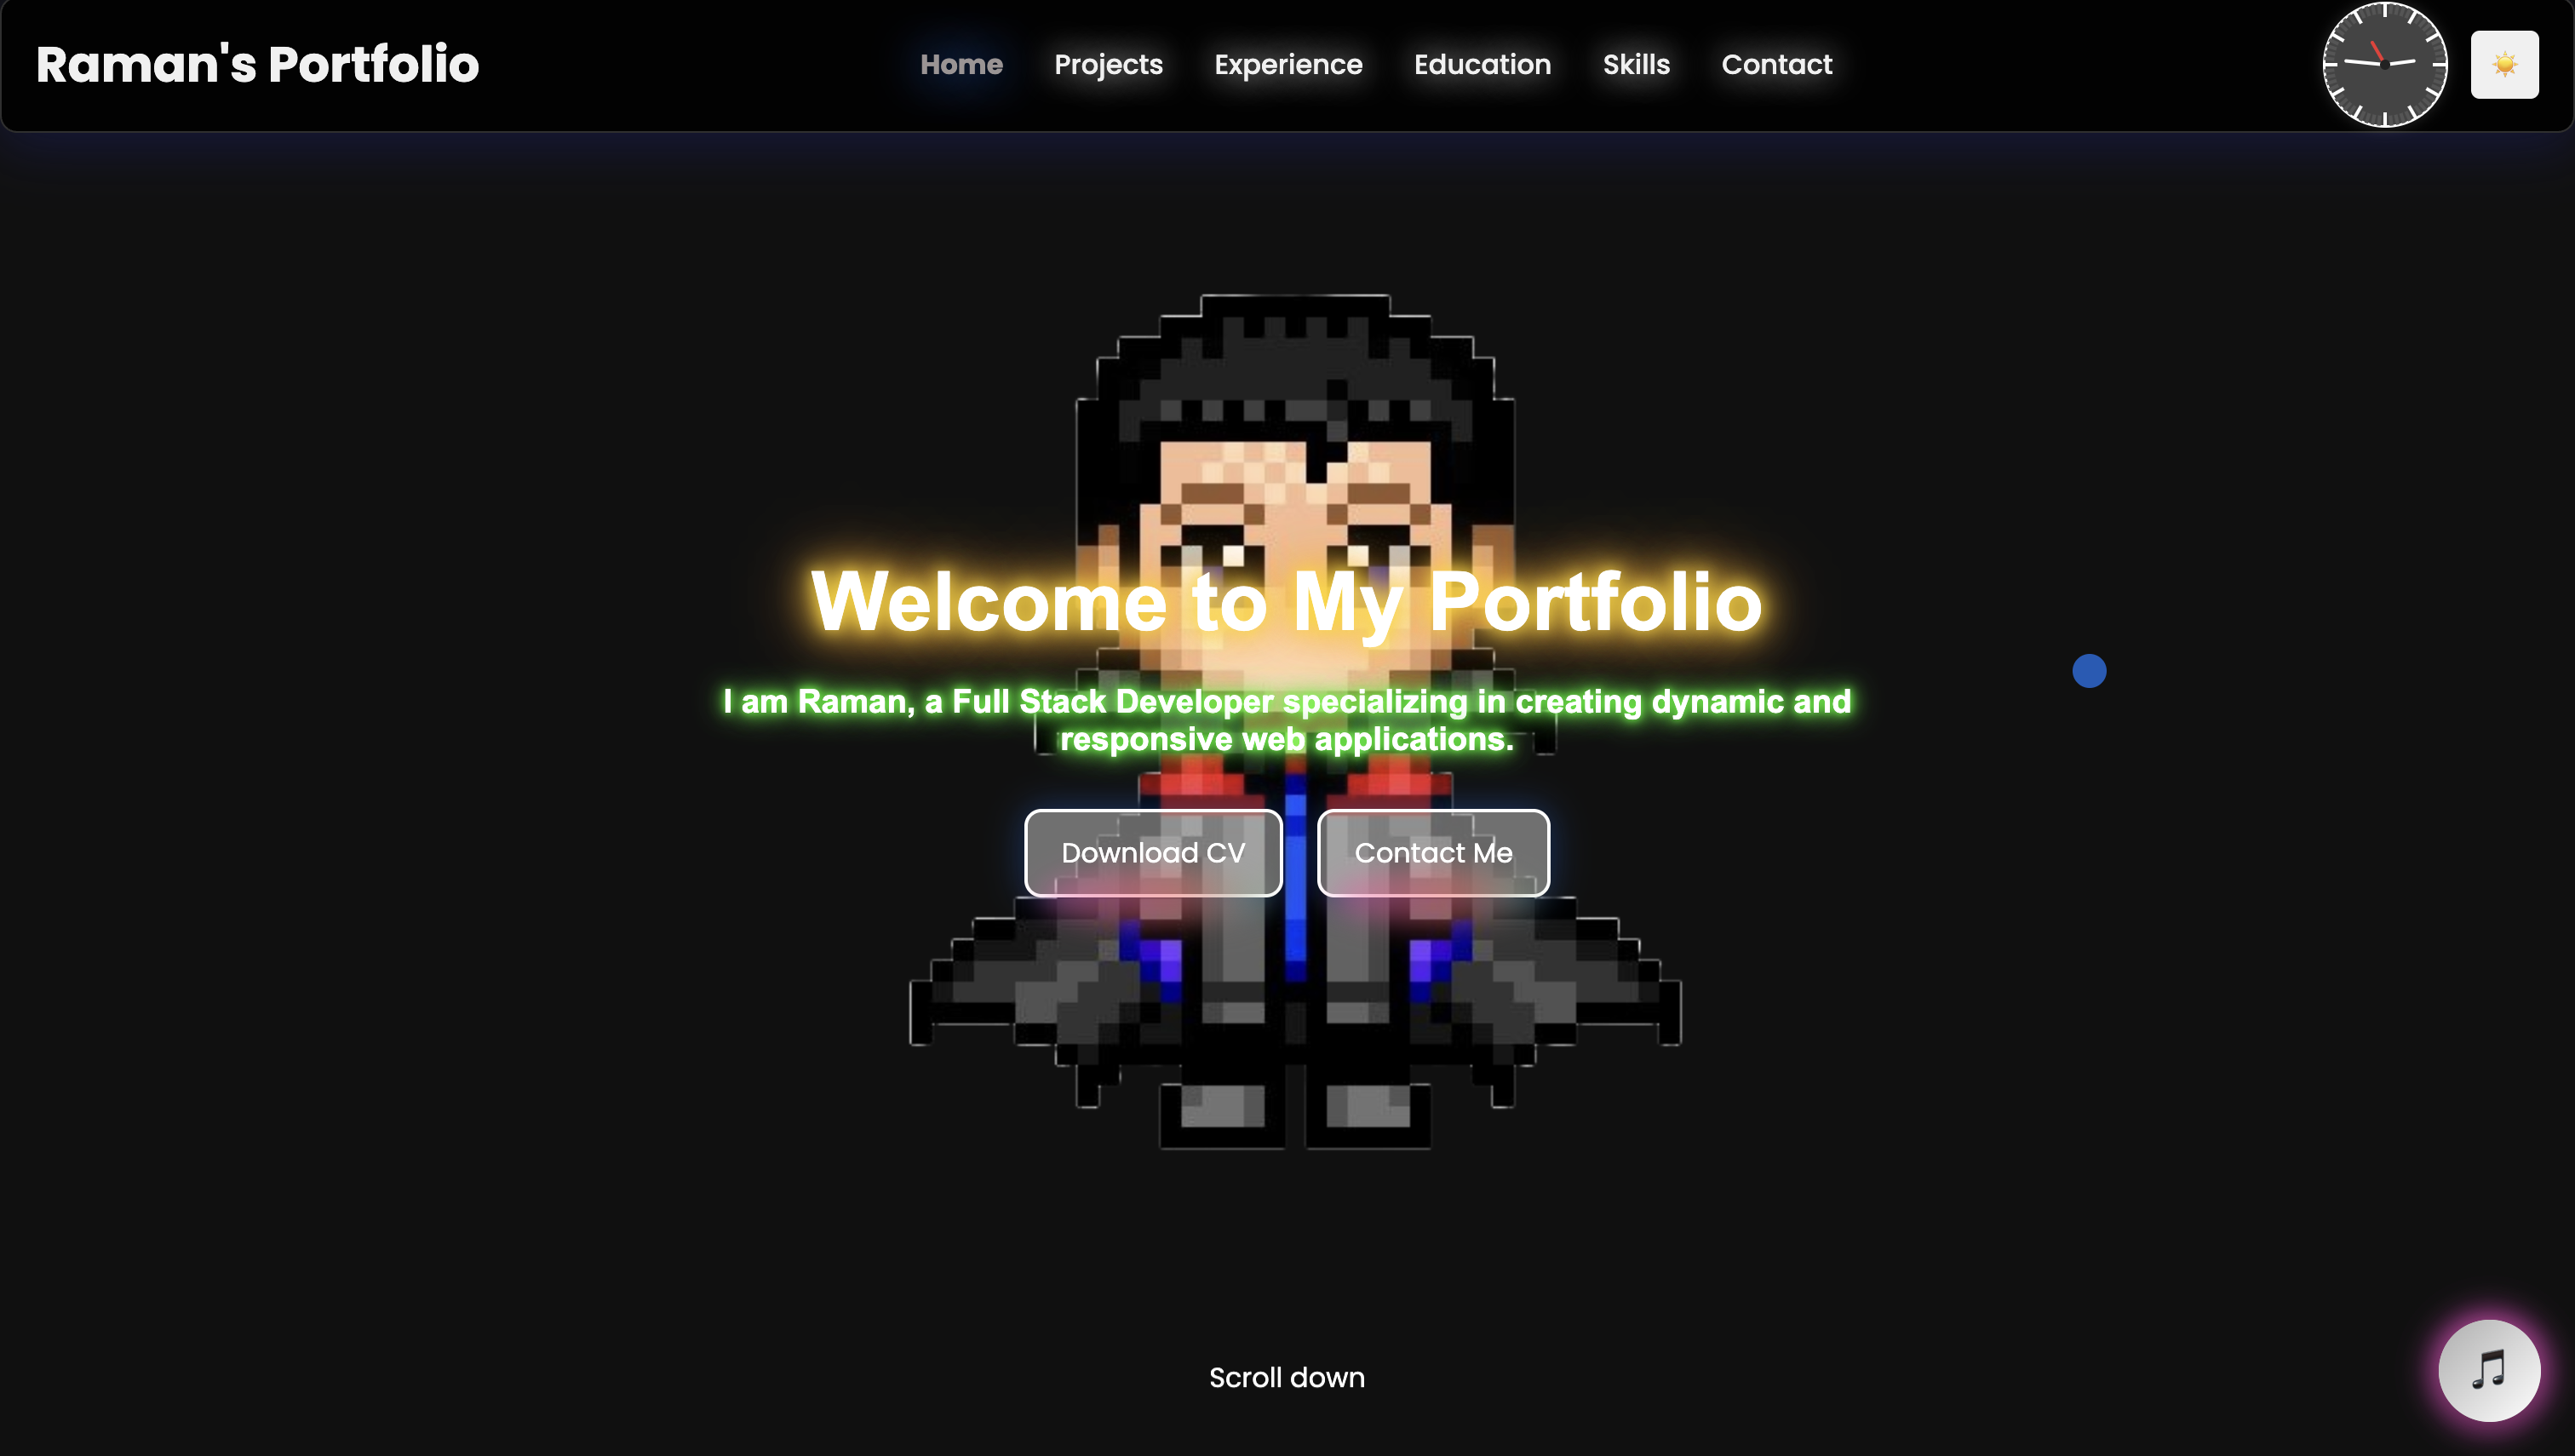 Raman's Portfolio
Home
Projects
Experience
Education
Skills
Contact
Welcome to My Portfolio
I am Raman, a Full Stack Developer specializing in creating dynamic and
responsive web applications.
Download CV
Contact Me
Scroll down